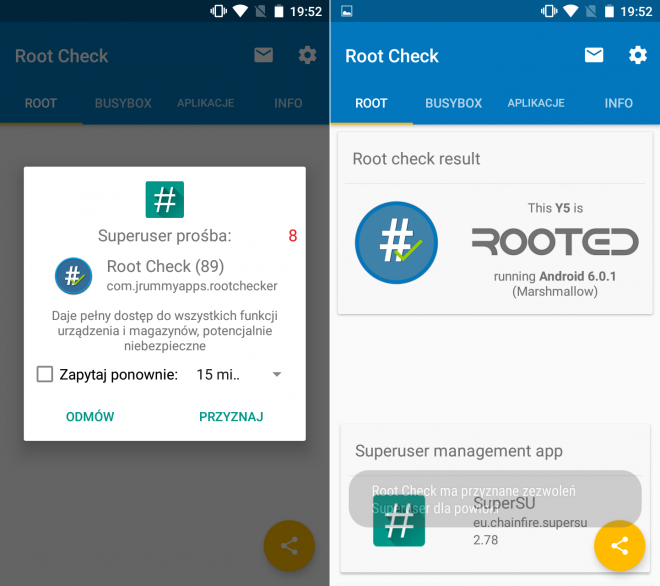 19:52
Root Check
ROOT BUSYBOX APLIKACJE INFO
#
Superuser prośba: 8
Root Check (89)
com.jrummyapps.rootchecker
Daje pełny dostęp do wszystkich funkcji
urządzenia i magazynów, potencjalnie
niebezpieczne
Zapytaj ponownie: 15 mi..
ODMÓW PRZYZNAJ
19:52
Root Check
ROOT BUSYBOX APLIKACJE INFO
Root check result
#
This Y5 is
ROOTED
running Android 6.0.1
(Marshmallow)
Superuser management app
Root Check ma przyznane zezwoleń
SuperSU
Superuser dla powłoki
eu.chainfire.supersu
2.78